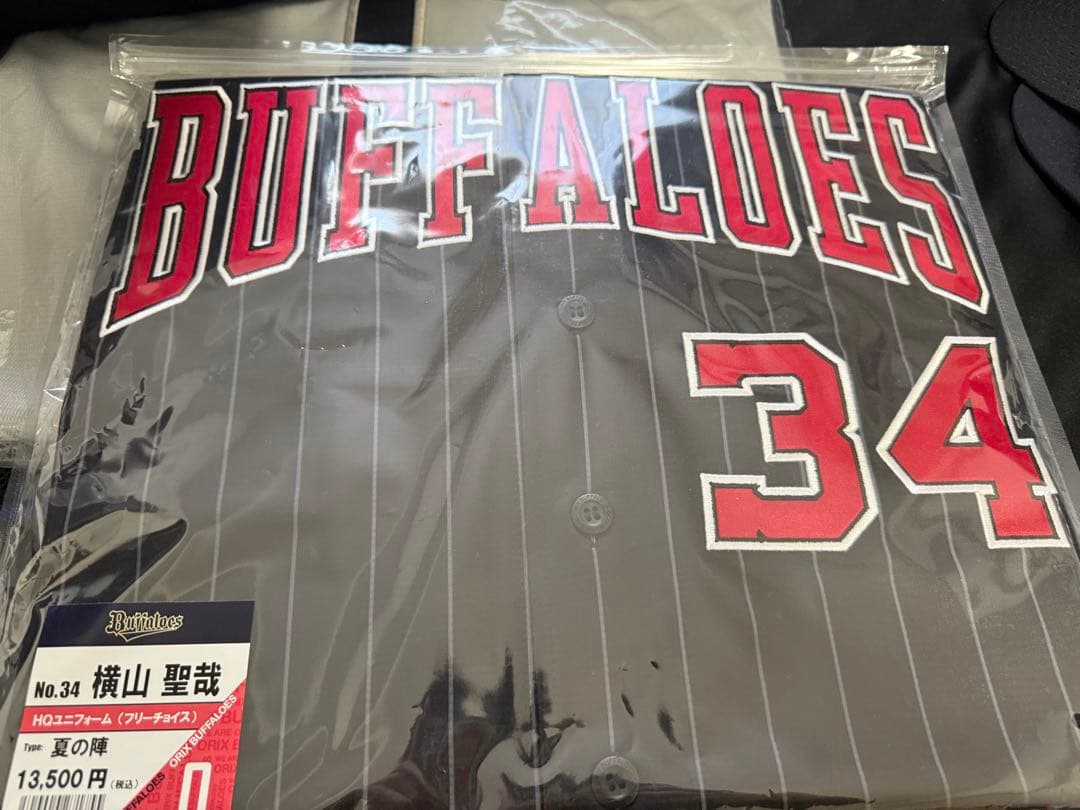 BUFFALOES
34
Buffaloes
No.34 横山 聖哉
HQユニフォーム（フリーチョイス）
Type: 夏の陣
13,500円（税込）
ORIX BUFFALOES